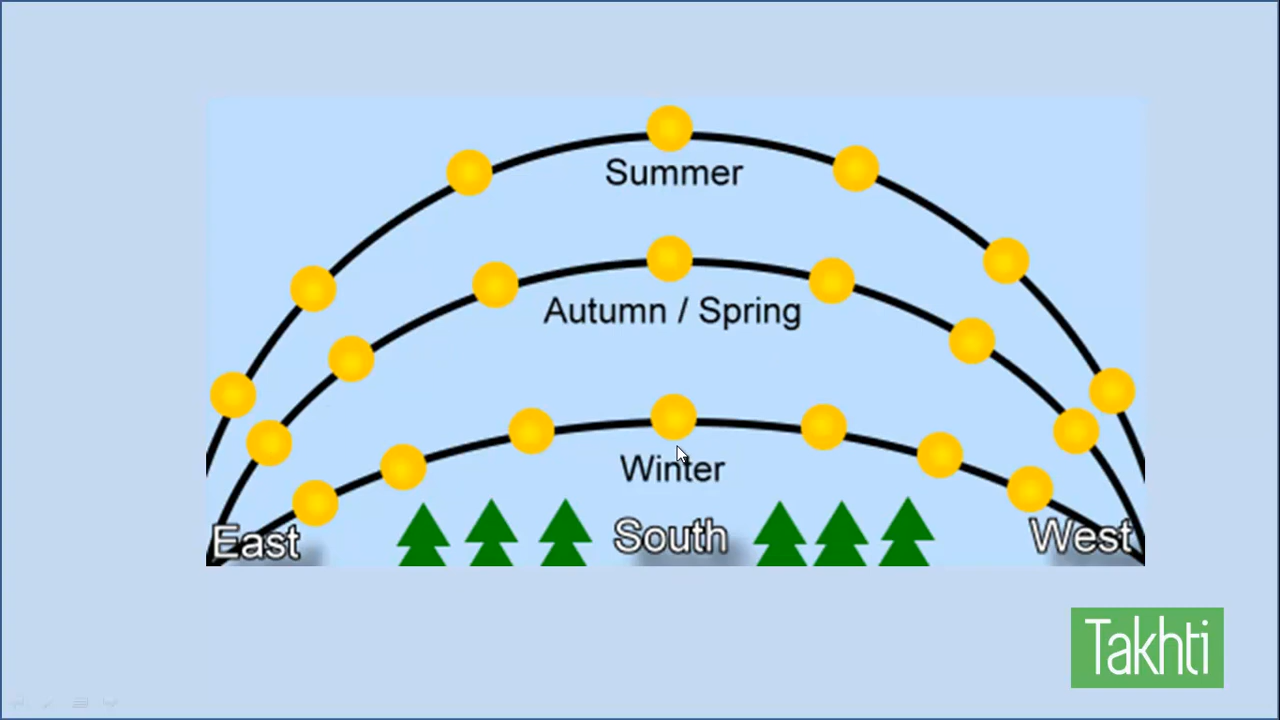 Summer
Autumn / Spring
Winter
East
South
West
Takhti